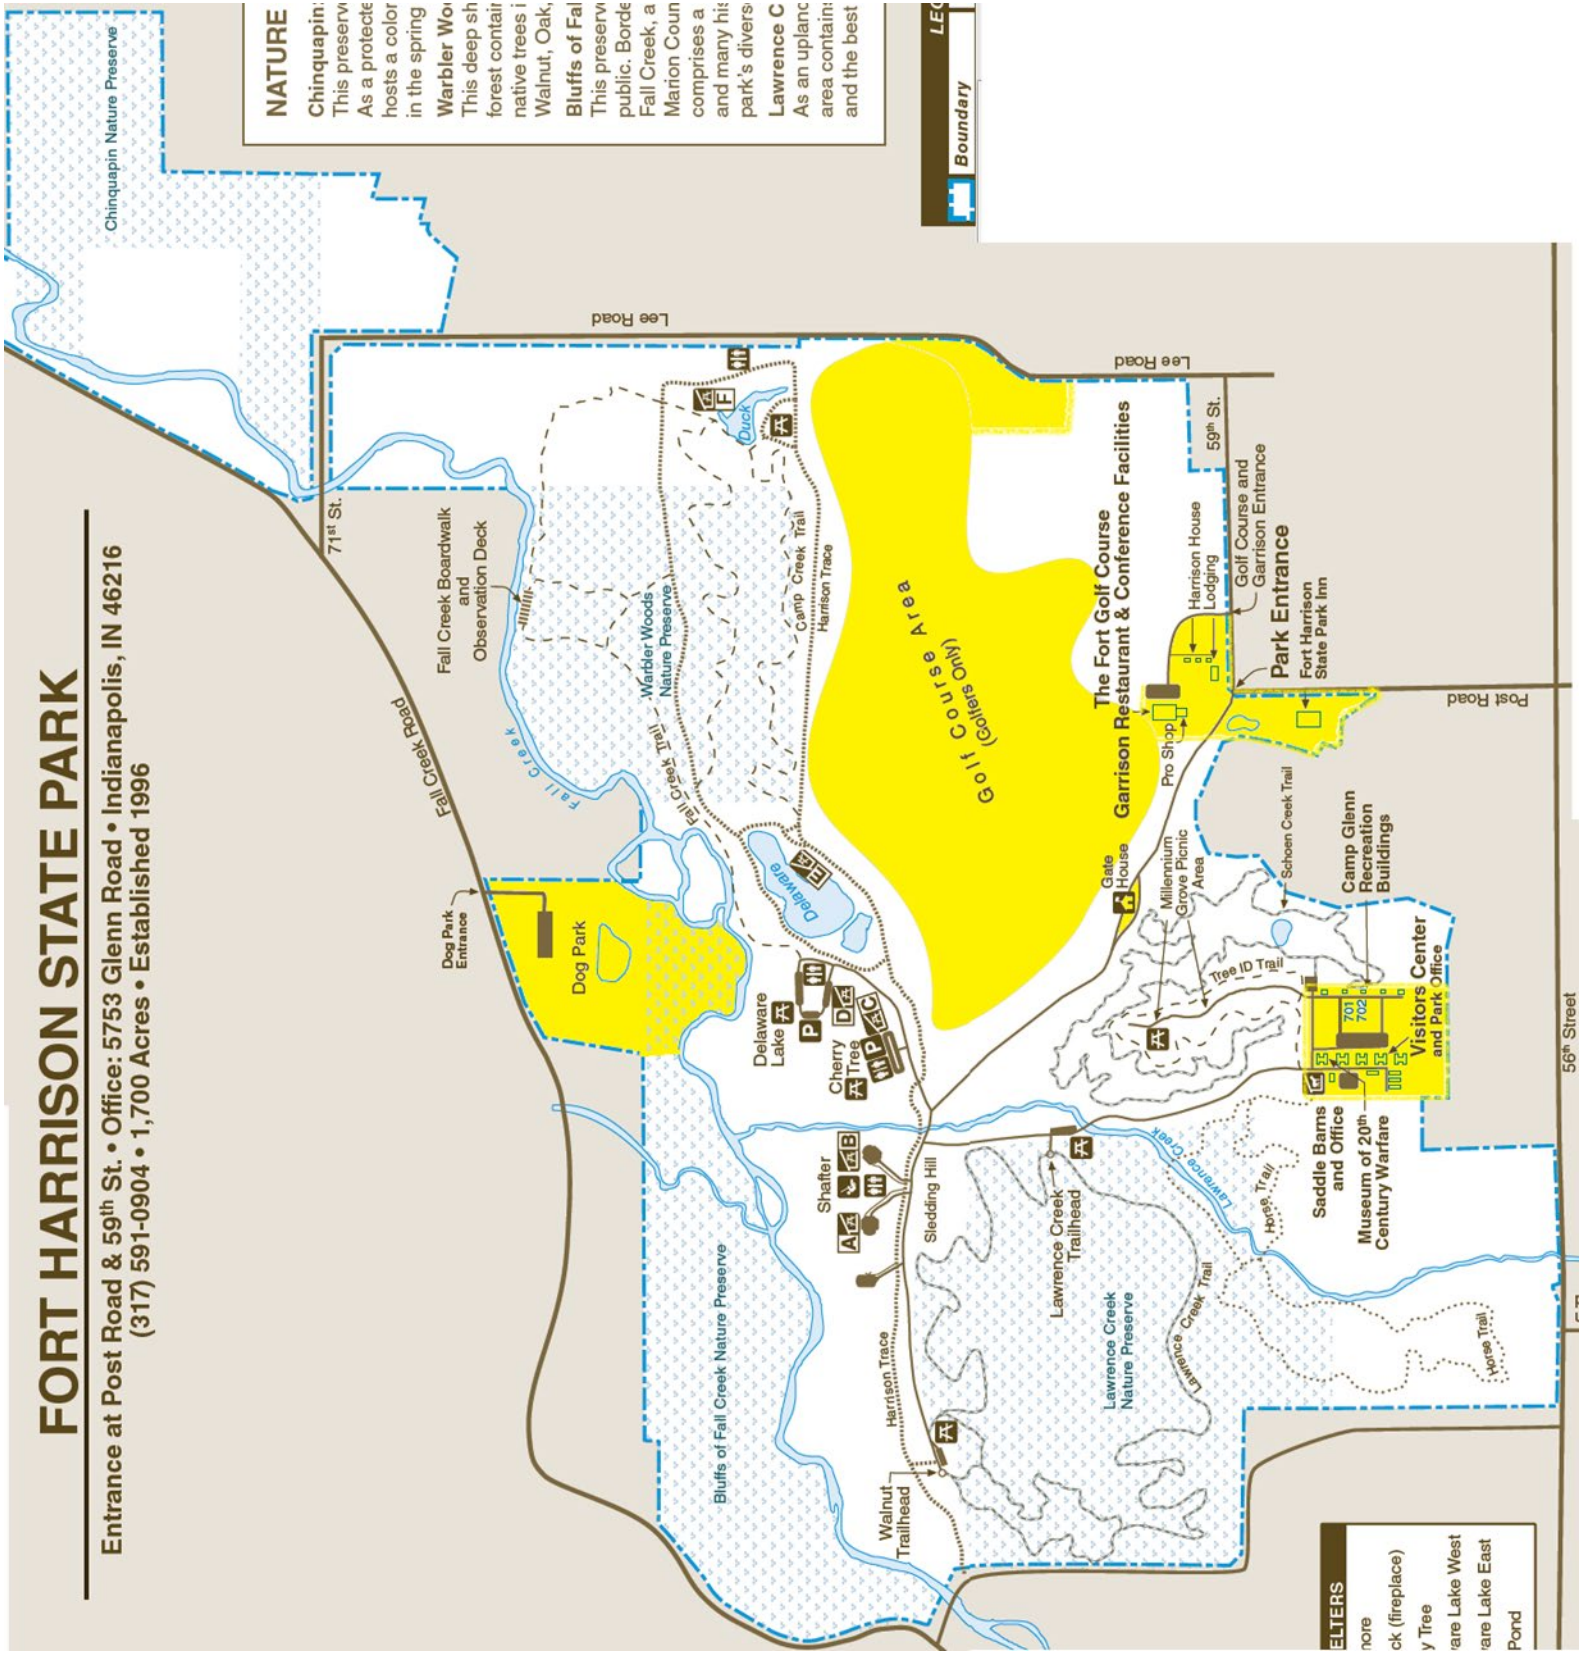 FORT HARRISON STATE PARK
Entrance at Post Road & 59th St. • Office: 5753 Glenn Road • Indianapolis, IN 46216
(317) 591-0904 • 1,700 Acres • Established 1996
NATURE
Chinquapin:
This preserv
As a protecte
hosts a color
in the spring
Warbler Woo
This deep sh
forest contain
native trees i
Walnut, Oak,
Bluffs of Fal
This preserve
public. Borde
Fall Creek, a
Marion Coun
comprises a
and many his
park's divers
Lawrence C
As an upland
area contains
and the best
LEG
Boundary
Chinquapin Nature Preserve
Lee Road
Lee Road
71st St.
Fall Creek Road
Fall Creek Boardwalk
and
Observation Deck
Fall Creek
Warbler Woods
Nature Preserve
Fall Creek Trail
Fall Creek Trail
Camp Creek Trail
Harrison Trace
Duck
F
Golf Course Area
(Golfers Only)
The Fort Golf Course
Garrison Restaurant & Conference Facilities
59th St.
Harrison House
Lodging
Golf Course and
Garrison Entrance
Park Entrance
Fort Harrison
State Park Inn
Post Road
Pro Shop
Dog Park
Entrance
Dog Park
Delaware
E
Delaware
Lake
P
D
C
P
Cherry
Tree
Gate
House
Millennium
Grove Picnic
Area
Schoen Creek Trail
Tree ID Trail
Camp Glenn
Recreation
Buildings
701
702
Visitors Center
and Park Office
56th Street
Shafter
A
B
Sledding Hill
Lawrence Creek
Trailhead
Lawrence Creek
Horse Trail
Saddle Barns
and Office
Museum of 20th
Century Warfare
Bluffs of Fall Creek Nature Preserve
Harrison Trace
Lawrence Creek
Nature Preserve
Lawrence Creek Trail
Horse Trail
Walnut
Trailhead
ELTERS
more
ck (fireplace)
y Tree
are Lake West
are Lake East
Pond